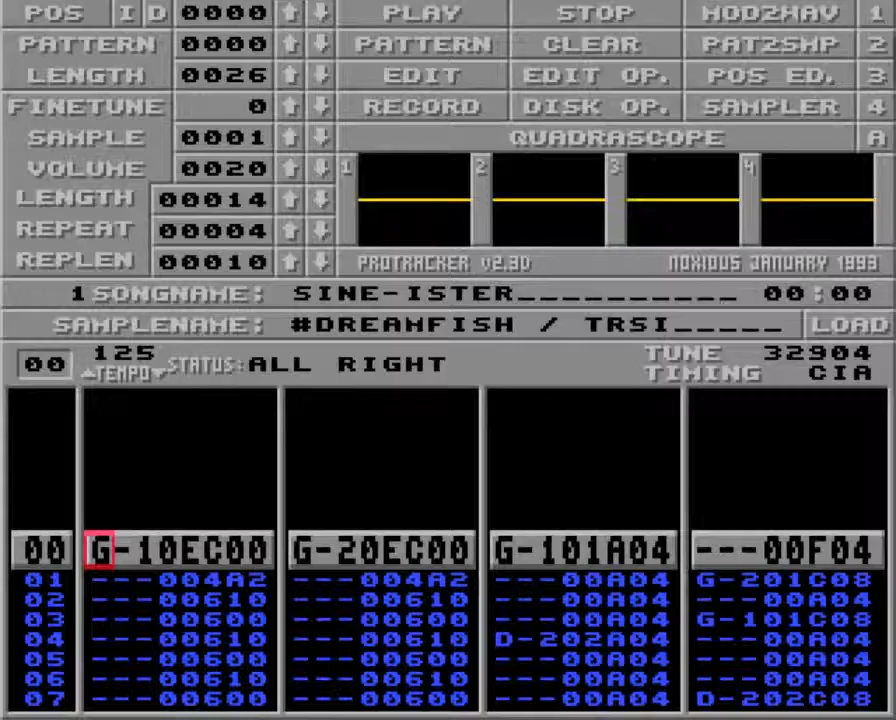 POS I D 0000 PLAY STOP MOD2WAV 1
PATTERN 0000 PATTERN CLEAR PAT2SMP 2
LENGTH 0026 EDIT EDIT OP. POS ED. 3
FINETUNE 0 RECORD DISK OP. SAMPLER 4
SAMPLE 0001 QUADRASCOPE A
VOLUME 0020 1 2 3 4
LENGTH 00014
REPEAT 00004
REPLEN 00010 PROTRACKER v2.3D NOXIOUS JANUARY 1993
1 SONGNAME: SINE-ISTER___________ 00:00
SAMPLENAME: #DREAMFISH / TRSI_____ LOAD
00 125 TEMPO STATUS: ALL RIGHT TUNE 32904
TIMING CIA
00 G-10EC00 G-20EC00 G-101A04 ---00F04
01 ---004A2 ---004A2 ---00A04 G-201C08
02 ---00610 ---00610 ---00A04 ---00A04
03 ---00600 ---00600 ---00A04 G-101C08
04 ---00610 ---00610 D-202A04 ---00A04
05 ---00600 ---00600 ---00A04 ---00A04
06 ---00610 ---00610 ---00A04 ---00A04
07 ---00600 ---00600 ---00A04 D-202C08